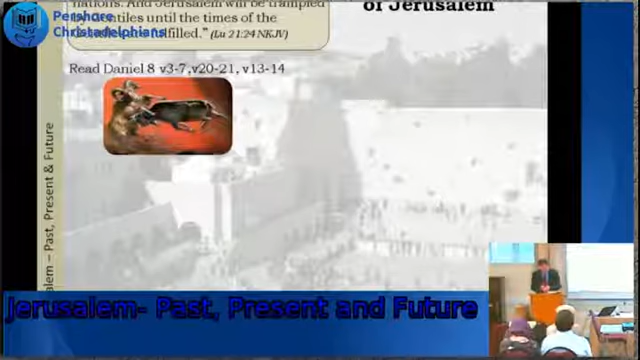 Pershore
Christadelphians
nations. And Jerusalem will be trampled
by Gentiles until the times of the
fulfilled." (Lu 21:24 NKJV)
of Jerusalem
Read Daniel 8 v3-7,v20-21, v13-14
alem – Past, Present & Future
Jerusalem- Past, Present and Future